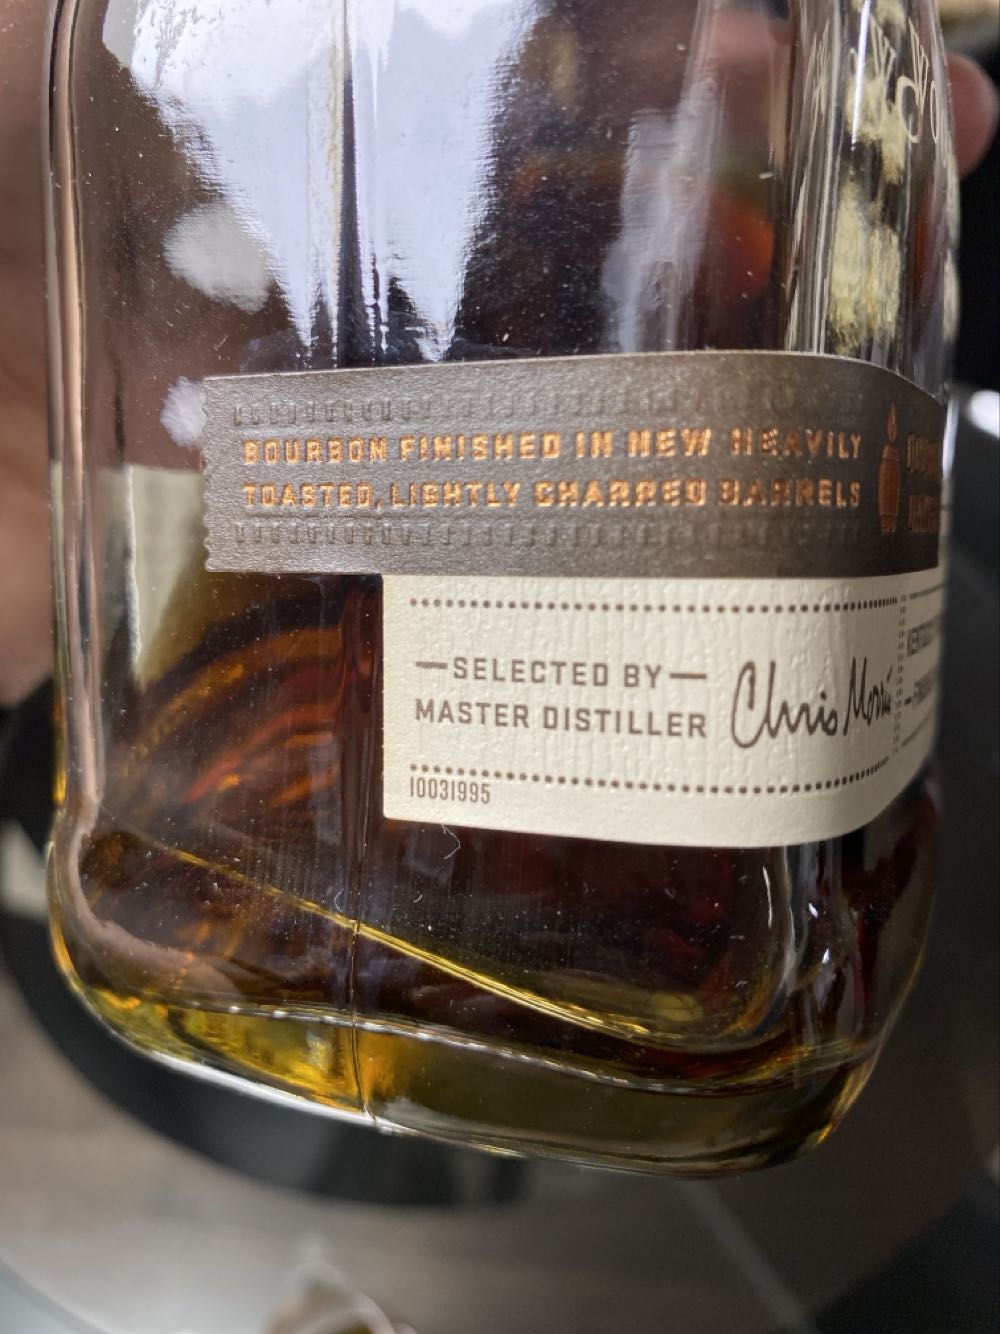 BOURBON FINISHED IN NEW HEAVILY
TOASTED, LIGHTLY CHARRED BARRELS
SELECTED BY
MASTER DISTILLER
Chris Morris
10031995